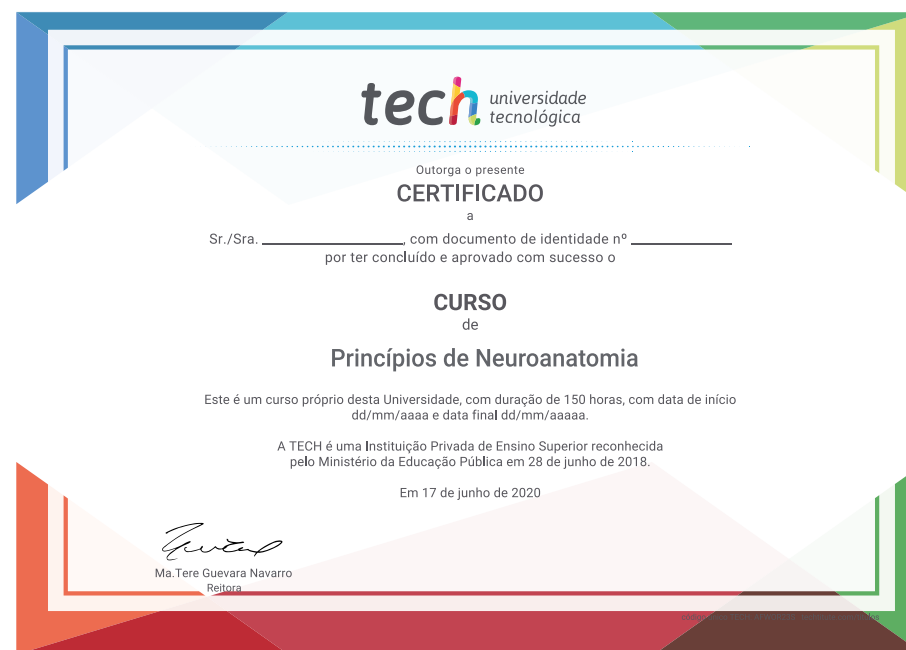 tech universidade
tecnológica
Outorga o presente
CERTIFICADO
a
Sr./Sra. ________________, com documento de identidade nº ___________
por ter concluído e aprovado com sucesso o
CURSO
de
Princípios de Neuroanatomia
Este é um curso próprio desta Universidade, com duração de 150 horas, com data de início
dd/mm/aaaa e data final dd/mm/aaaaa.
A TECH é uma Instituição Privada de Ensino Superior reconhecida
pelo Ministério da Educação Pública em 28 de junho de 2018.
Em 17 de junho de 2020
Ma.Tere Guevara Navarro
Reitora